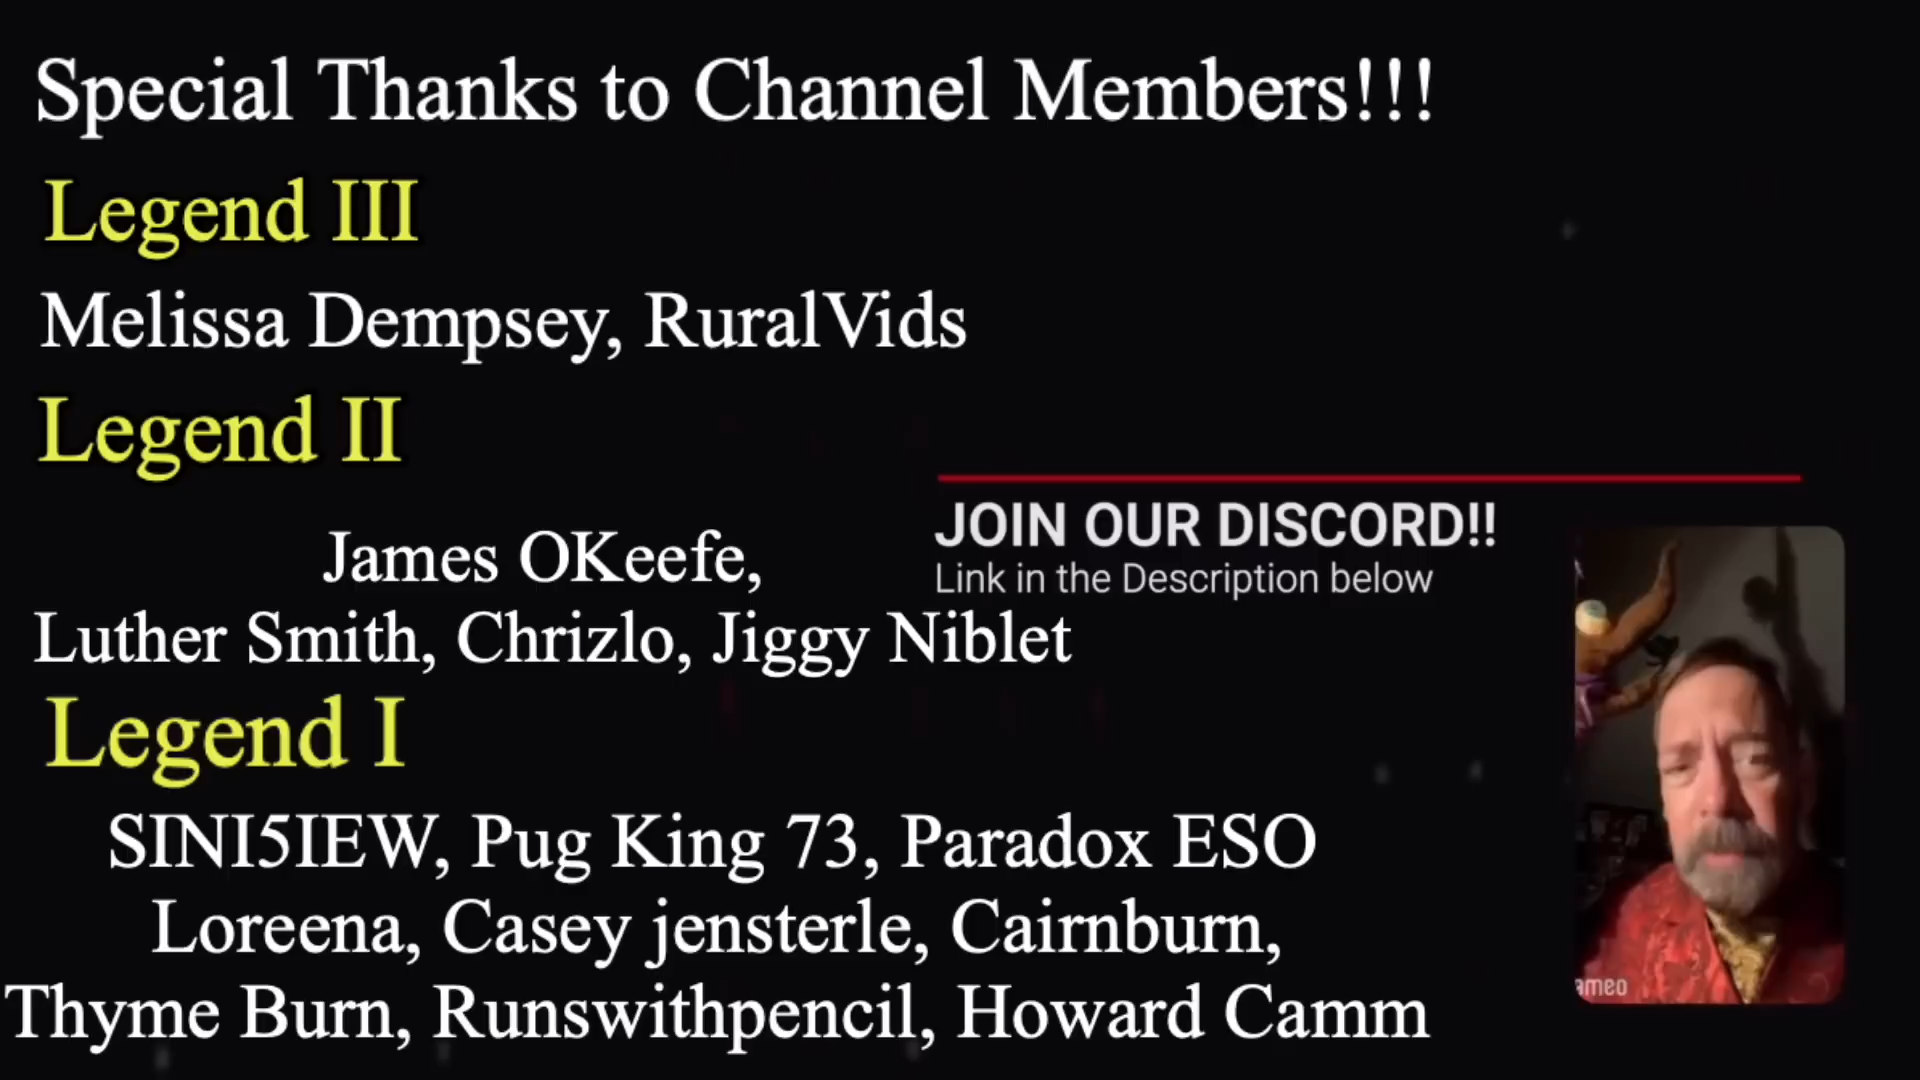 Special Thanks to Channel Members!!!
Legend III
Melissa Dempsey, RuralVids
Legend II
James OKeefe,
Luther Smith, Chrizlo, Jiggy Niblet
JOIN OUR DISCORD!!
Link in the Description below
Legend I
SINI5IEW, Pug King 73, Paradox ESO
Loreena, Casey jensterle, Cairnburn,
Thyme Burn, Runswithpencil, Howard Camm
ameo